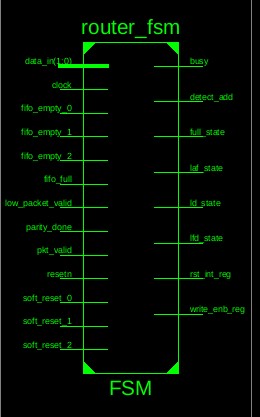 router_fsm
data_in(1:0)
clock
fifo_empty_0
fifo_empty_1
fifo_empty_2
fifo_full
low_packet_valid
parity_done
pkt_valid
resetn
soft_reset_0
soft_reset_1
soft_reset_2
busy
detect_add
full_state
laf_state
ld_state
lfd_state
rst_int_reg
write_enb_reg
FSM